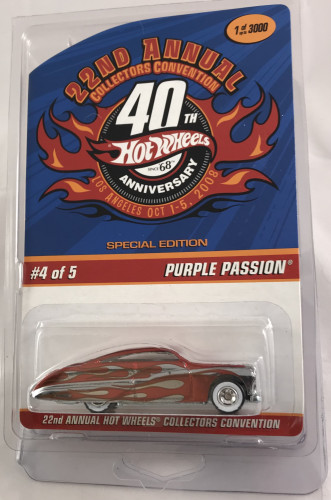 1 of 3000
22ND ANNUAL
COLLECTORS CONVENTION
40TH
Hot Wheels
SINCE 68
ANNIVERSARY
LOS ANGELES OCT 1-5, 2008
SPECIAL EDITION
#4 of 5 PURPLE PASSION®
22nd ANNUAL HOT WHEELS® COLLECTORS CONVENTION